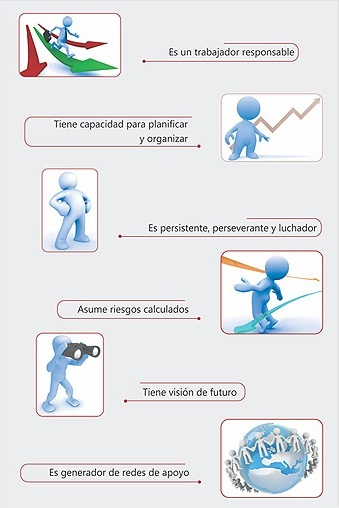 Es un trabajador responsable
Tiene capacidad para planificar
y organizar
Es persistente, perseverante y luchador
Asume riesgos calculados
Tiene visión de futuro
Es generador de redes de apoyo